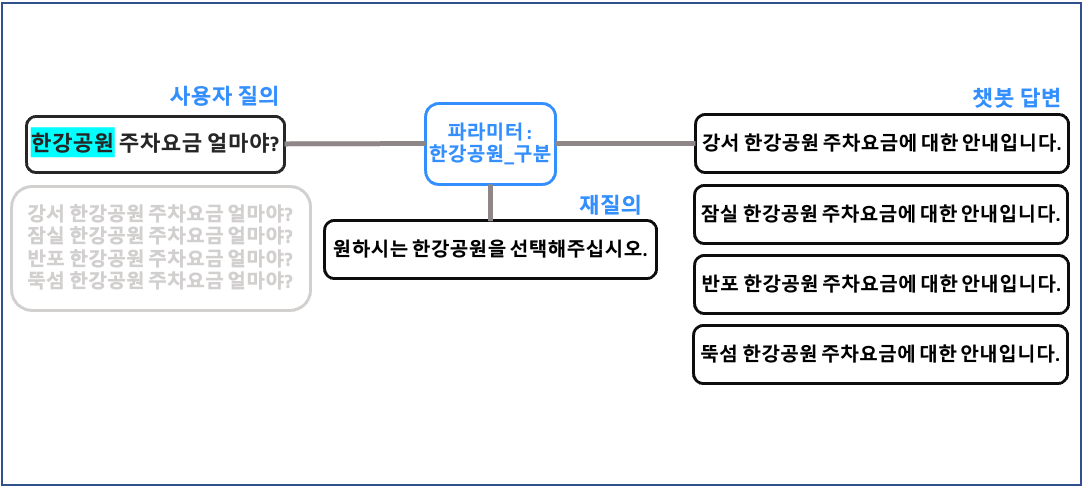 사용자 질의
한강공원 주차요금 얼마야?
강서 한강공원 주차요금 얼마야?
잠실 한강공원 주차요금 얼마야?
반포 한강공원 주차요금 얼마야?
뚝섬 한강공원 주차요금 얼마야?
파라미터 :
한강공원_구분
재질의
원하시는 한강공원을 선택해주십시오.
챗봇 답변
강서 한강공원 주차요금에 대한 안내입니다.
잠실 한강공원 주차요금에 대한 안내입니다.
반포 한강공원 주차요금에 대한 안내입니다.
뚝섬 한강공원 주차요금에 대한 안내입니다.